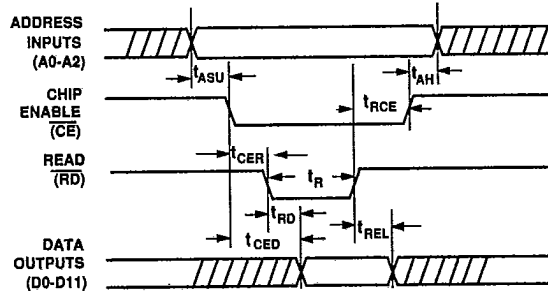 ADDRESS
INPUTS
(A0-A2)
tASU
tAH
CHIP
ENABLE
(CE)
tRCE
tCER
READ
(RD)
tR
tRD
tREL
tCED
DATA
OUTPUTS
(D0-D11)